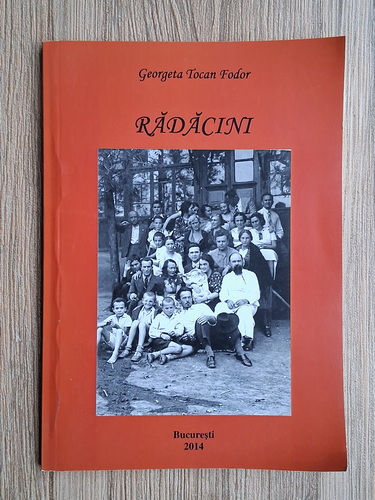 Georgeta Tocan Fodor
RĂDĂCINI
București
2014